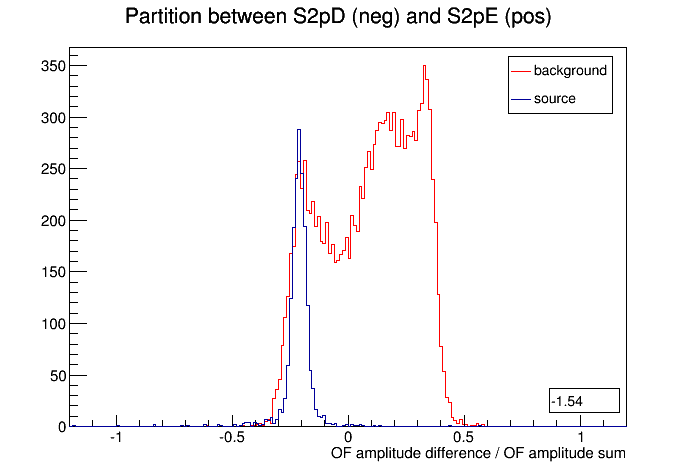 Partition between S2pD (neg) and S2pE (pos)
350
300
250
200
150
100
50
0
background
source
-1.54
-1 -0.5 0 0.5 1
OF amplitude difference / OF amplitude sum